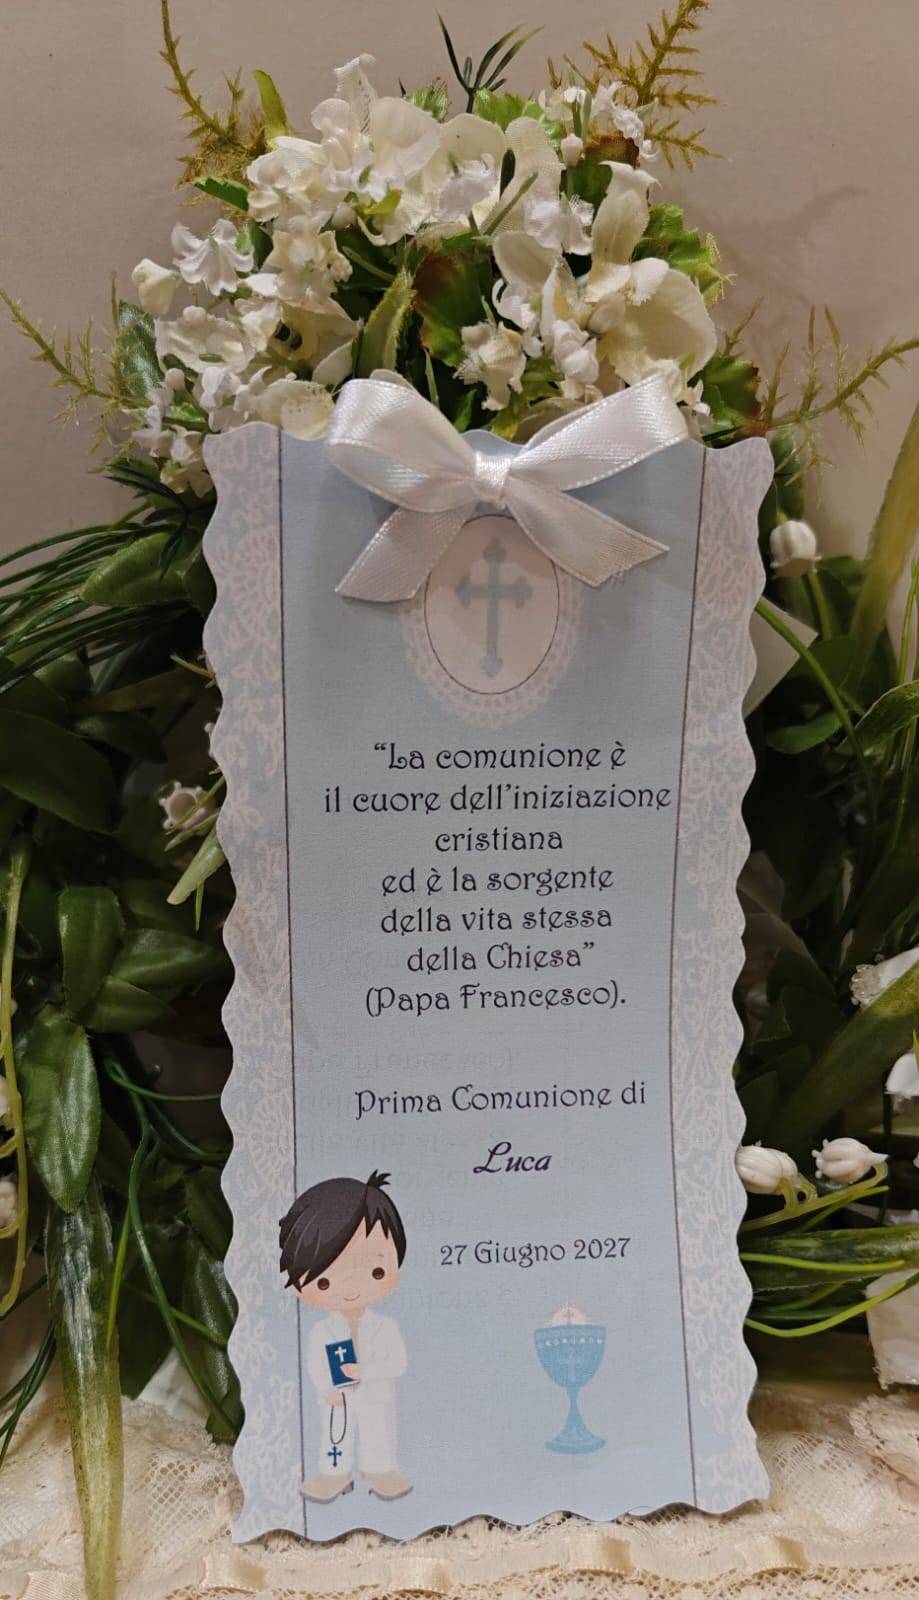 “La comunione è
il cuore dell’iniziazione
cristiana
ed è la sorgente
della vita stessa
della Chiesa”
(Papa Francesco).
Prima Comunione di
Luca
27 Giugno 2027